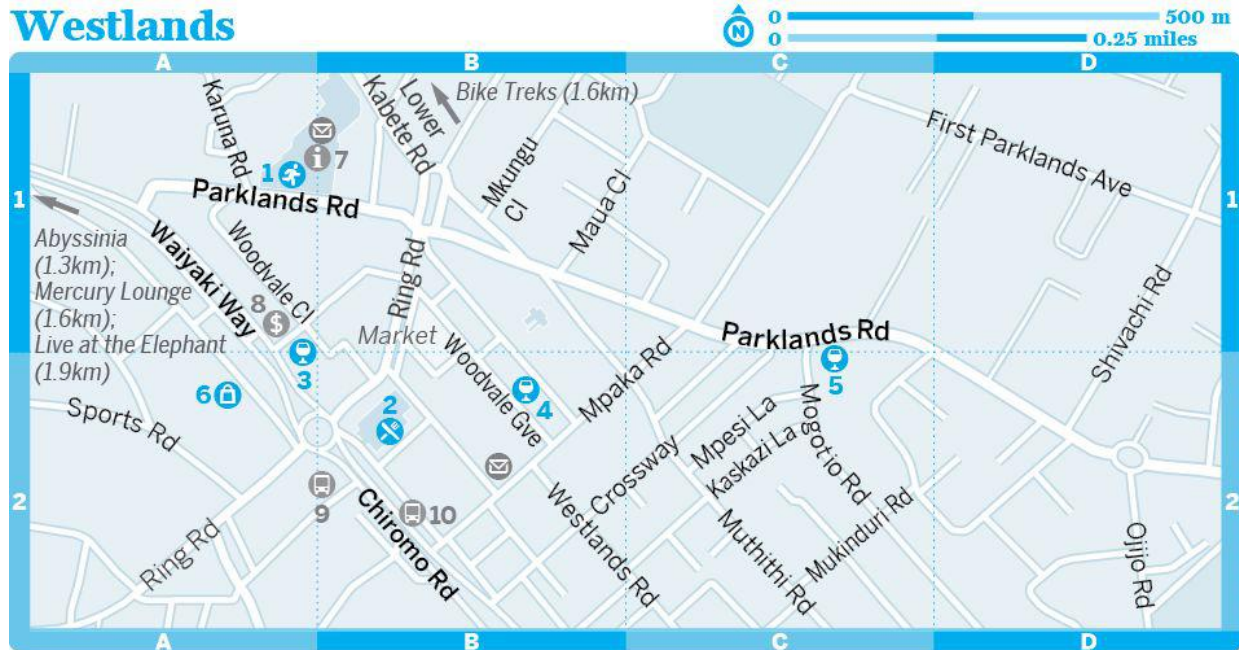 Westlands
N
0 500 m
0 0.25 miles
A B C D
Karuna Rd
Kabete Rd
Lower
Bike Treks (1.6km)
Mkungu
Cl
Maua Cl
First Parklands Ave
7
1
Parklands Rd
1 1
Abyssinia
(1.3km);
Mercury Lounge
(1.6km);
Live at the Elephant
(1.9km)
Waiyaki Way
Woodvale Cl
8
$
Ring Rd
Market
Parklands Rd
Shivachi Rd
3
6
Sports Rd
2
Woodvale Gve
4
Mpaka Rd
5
Mogotio Rd
Mpesi La
Kaskazi La
Crossway
2 2
9
10
Chiromo Rd
Ring Rd
Westlands Rd
Muthithi Rd
Mukinduri Rd
Ojijo Rd
A B C D